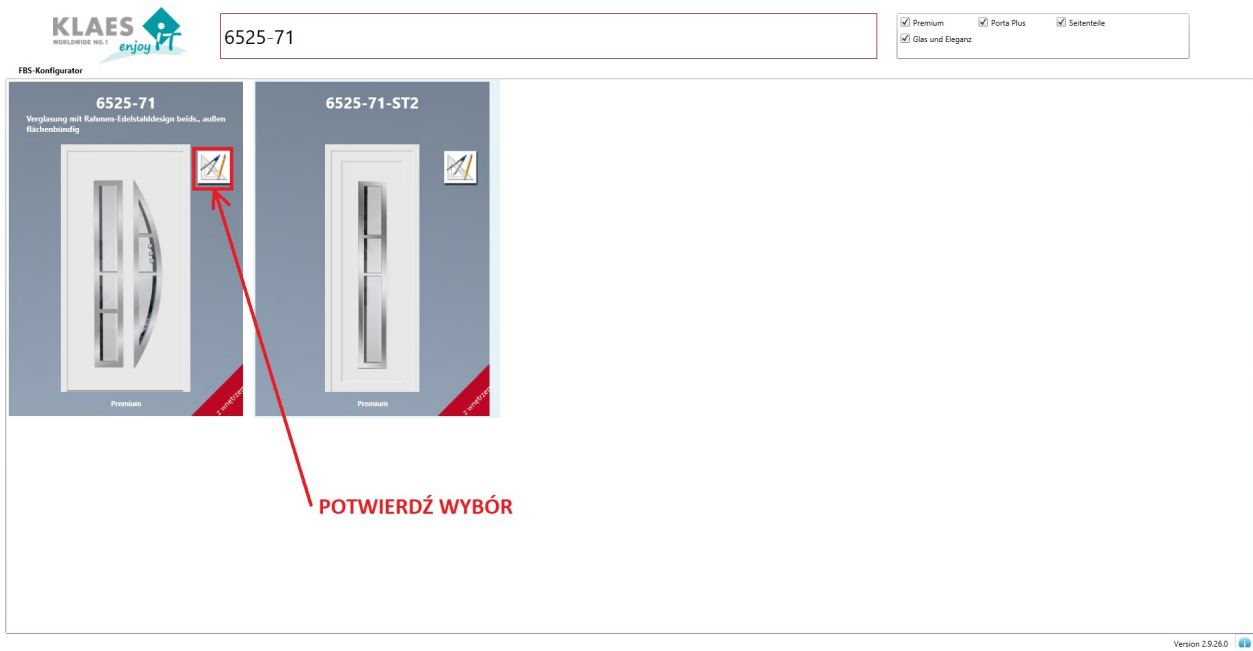 KLAES
WORLDWIDE NO. 1
enjoy IT
6525-71
Premium
Porta Plus
Seitenteile
Glas und Eleganz
FBS-Konfigurator
6525-71
Verglasung mit Rahmen-Edelstahldesign beids., außen
flächenbündig
Premium
z wnętrzem
6525-71-ST2
Premium
z wnętrzem
POTWIERDŹ WYBÓR
Version 2.9.26.0